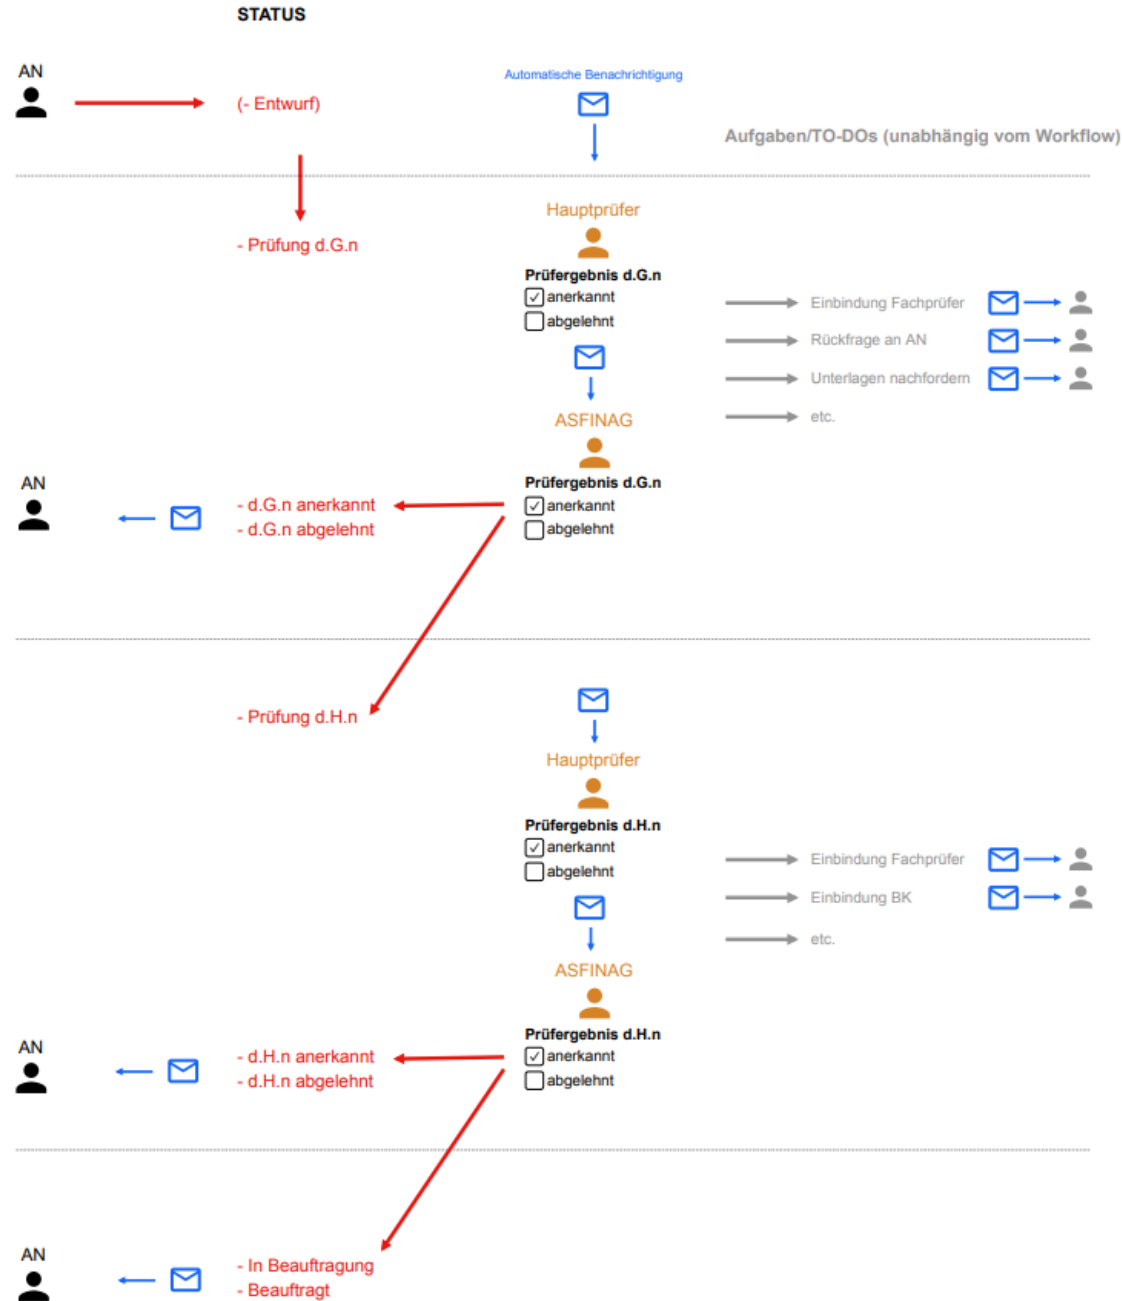 STATUS
AN
Automatische Benachrichtigung
(- Entwurf)
Aufgaben/TO-DOs (unabhängig vom Workflow)
Hauptprüfer
- Prüfung d.G.n
Prüfergebnis d.G.n
anerkannt
abgelehnt
Einbindung Fachprüfer
Rückfrage an AN
Unterlagen nachfordern
etc.
ASFINAG
AN
Prüfergebnis d.G.n
- d.G.n anerkannt
anerkannt
- d.G.n abgelehnt
abgelehnt
- Prüfung d.H.n
Hauptprüfer
Prüfergebnis d.H.n
anerkannt
abgelehnt
Einbindung Fachprüfer
Einbindung BK
etc.
ASFINAG
Prüfergebnis d.H.n
AN
- d.H.n anerkannt
anerkannt
- d.H.n abgelehnt
abgelehnt
AN
- In Beauftragung
- Beauftragt